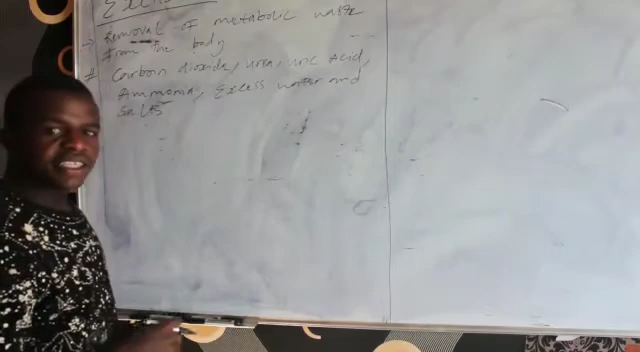 → Removal of metabolic waste
from the body
# Carbon dioxide, urea, uric acid,
Ammonia, Excess water and
salts